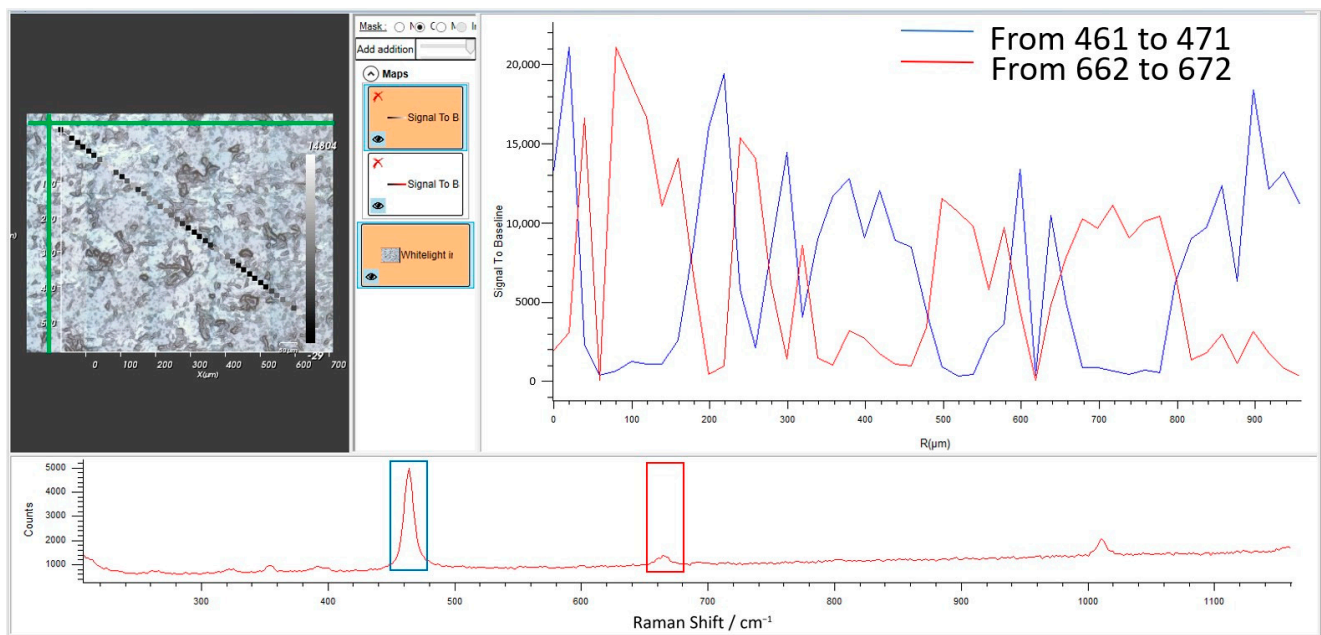 Mask :
Add addition
Maps
Signal To B
Signal To B
Whitelight ir
14804
-29
0 100 200 300 400 500 600 700
X(μm)
From 461 to 471
From 662 to 672
Signal To Baseline
20,000
15,000
10,000
5000
0
0 100 200 300 400 500 600 700 800 900
R(μm)
Counts
5000
4000
3000
2000
1000
300 400 500 600 700 800 900 1000 1100
Raman Shift / cm⁻¹